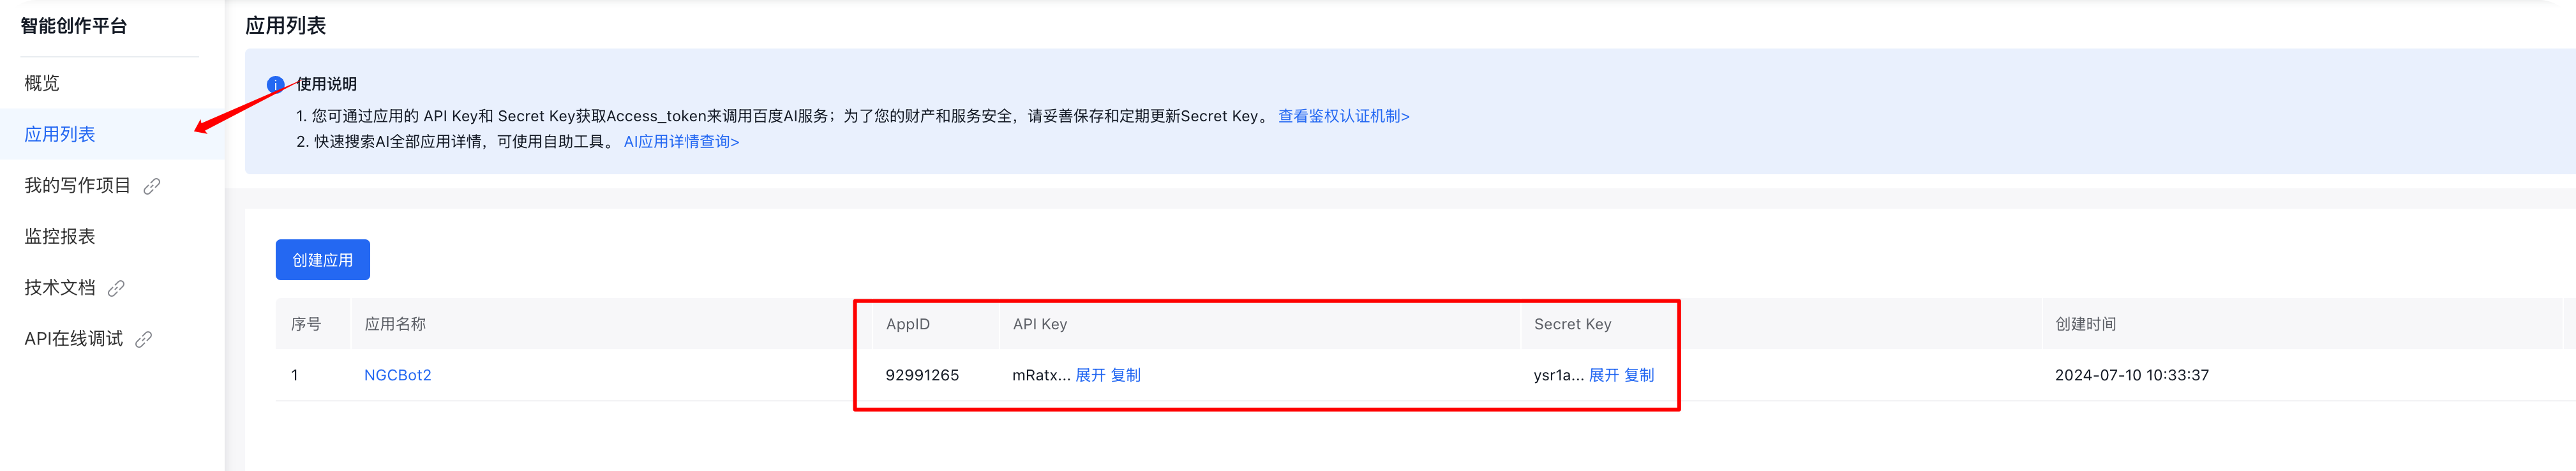 智能创作平台
概览
应用列表
我的写作项目
监控报表
技术文档
API在线调试
应用列表
使用说明
1. 您可通过应用的 API Key和 Secret Key获取Access_token来调用百度AI服务；为了您的财产和服务安全，请妥善保存和定期更新Secret Key。 查看鉴权认证机制>
2. 快速搜索AI全部应用详情，可使用自助工具。 AI应用详情查询>
创建应用
序号 应用名称 AppID API Key Secret Key 创建时间
1 NGCBot2 92991265 mRatx... 展开 复制 ysr1a... 展开 复制 2024-07-10 10:33:37